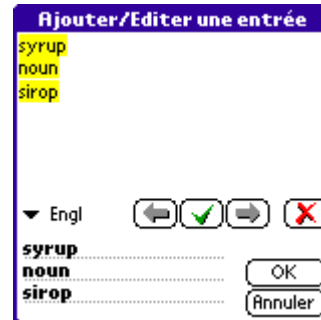 Ajouter/Editer une entrée
syrup
noun
sirop
Engl
syrup
noun
sirop
OK
Annuler